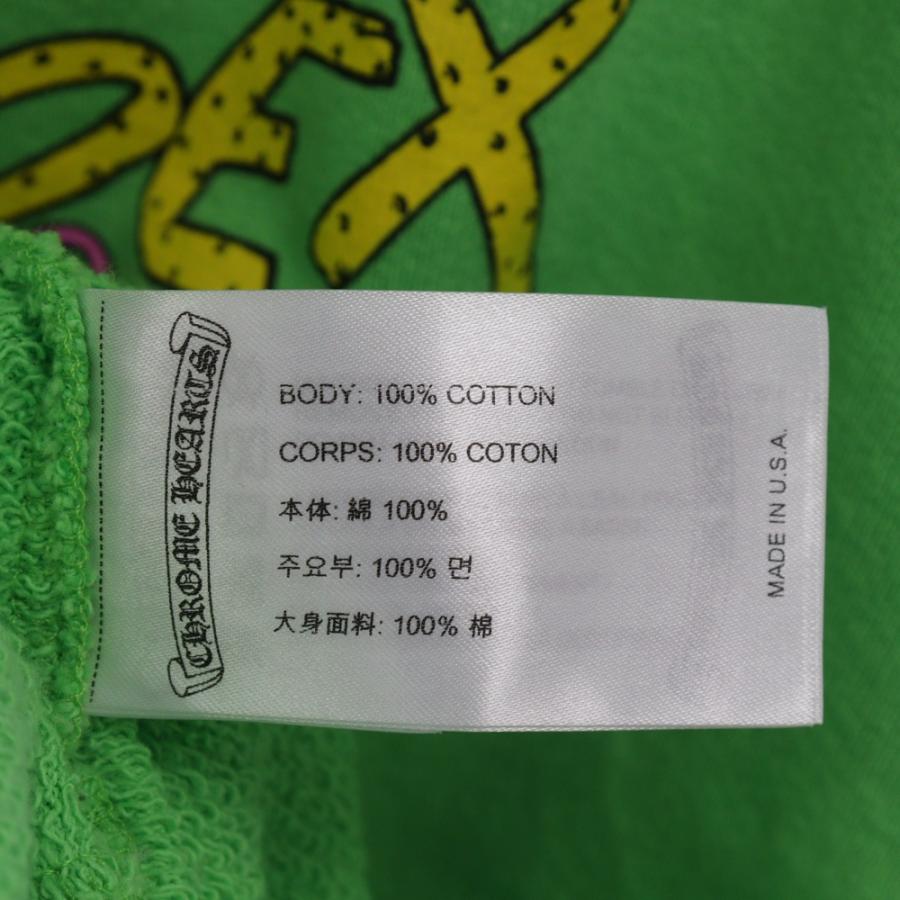 EX
CHROME HEARTS
BODY: 100% COTTON
CORPS: 100% COTON
本体: 綿 100%
주요부: 100% 면
大身面料: 100% 棉
MADE IN U.S.A.